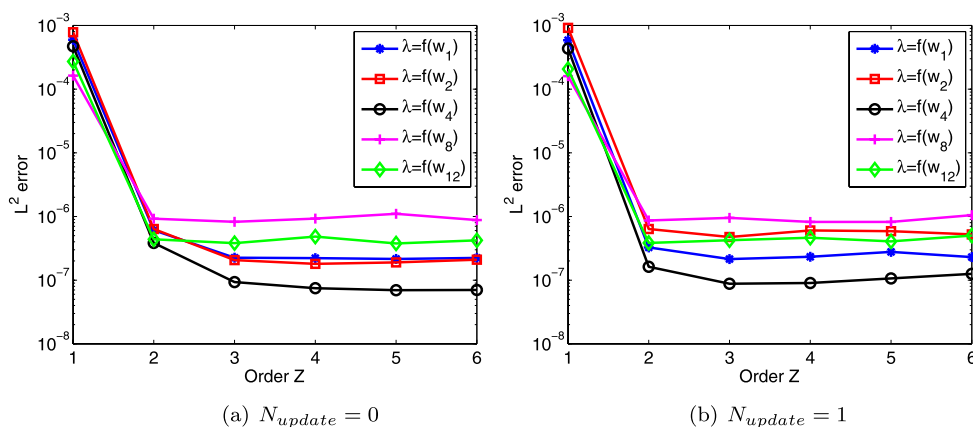 10^-3
10^-4
10^-5
10^-6
10^-7
10^-8
L^2 error
1 2 3 4 5 6
Order Z
λ=f(w_1)
λ=f(w_2)
λ=f(w_4)
λ=f(w_8)
λ=f(w_12)
(a) N_update = 0
10^-3
10^-4
10^-5
10^-6
10^-7
10^-8
L^2 error
1 2 3 4 5 6
Order Z
λ=f(w_1)
λ=f(w_2)
λ=f(w_4)
λ=f(w_8)
λ=f(w_12)
(b) N_update = 1